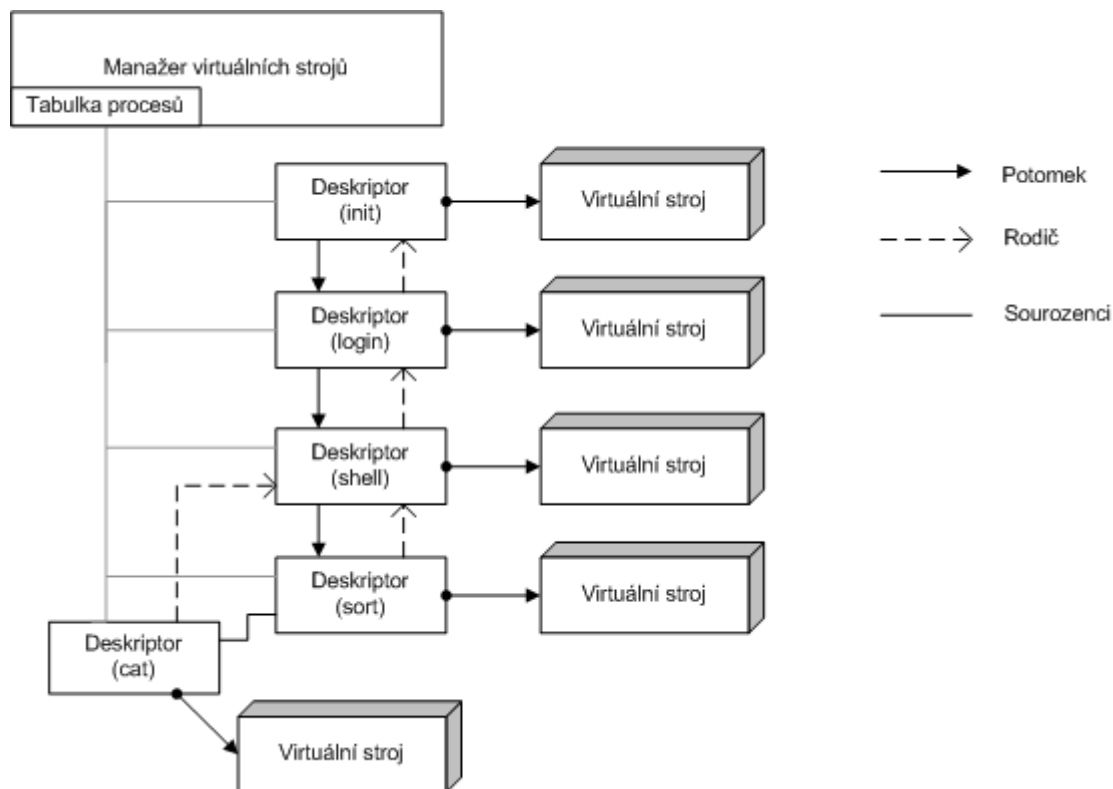 Manažer virtuálních strojů
Tabulka procesů
Deskriptor
(init)
Virtuální stroj
Potomek
Rodič
Deskriptor
(login)
Virtuální stroj
Sourozenci
Deskriptor
(shell)
Virtuální stroj
Deskriptor
(sort)
Virtuální stroj
Deskriptor
(cat)
Virtuální stroj